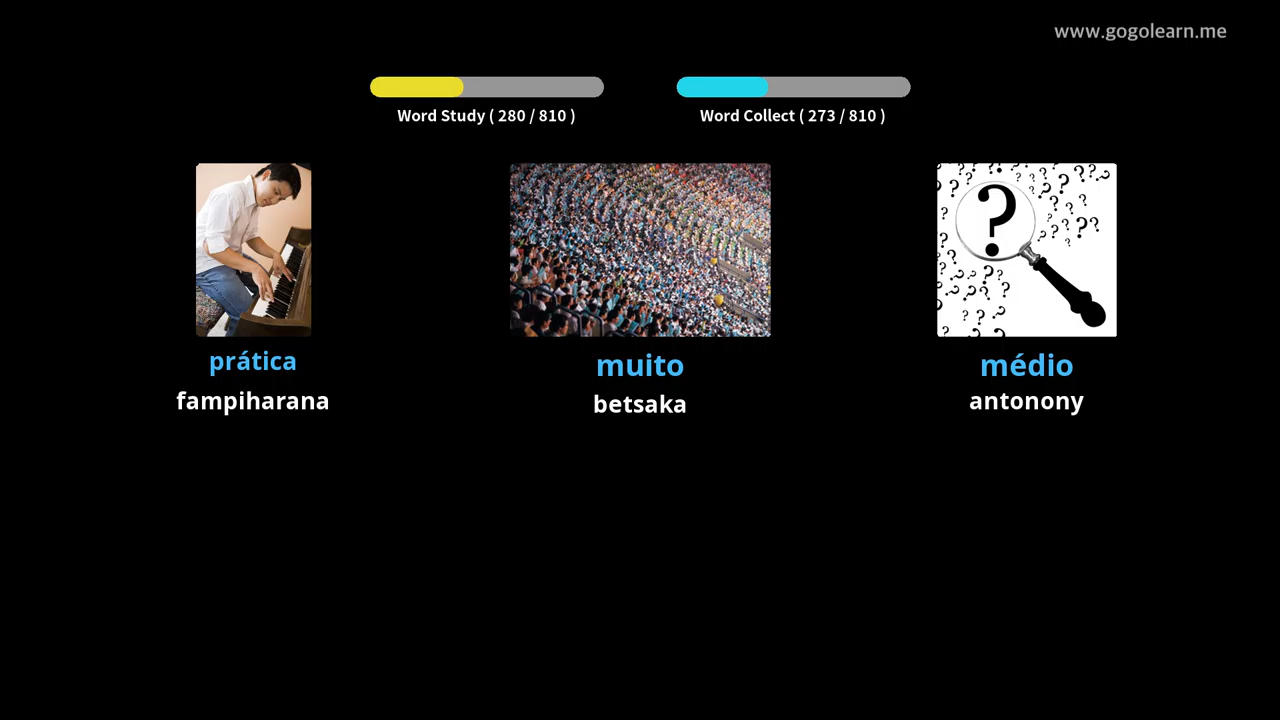 www.gogolearn.me
Word Study ( 280 / 810 )
Word Collect ( 273 / 810 )
prática
fampiharana
muito
betsaka
médio
antonony